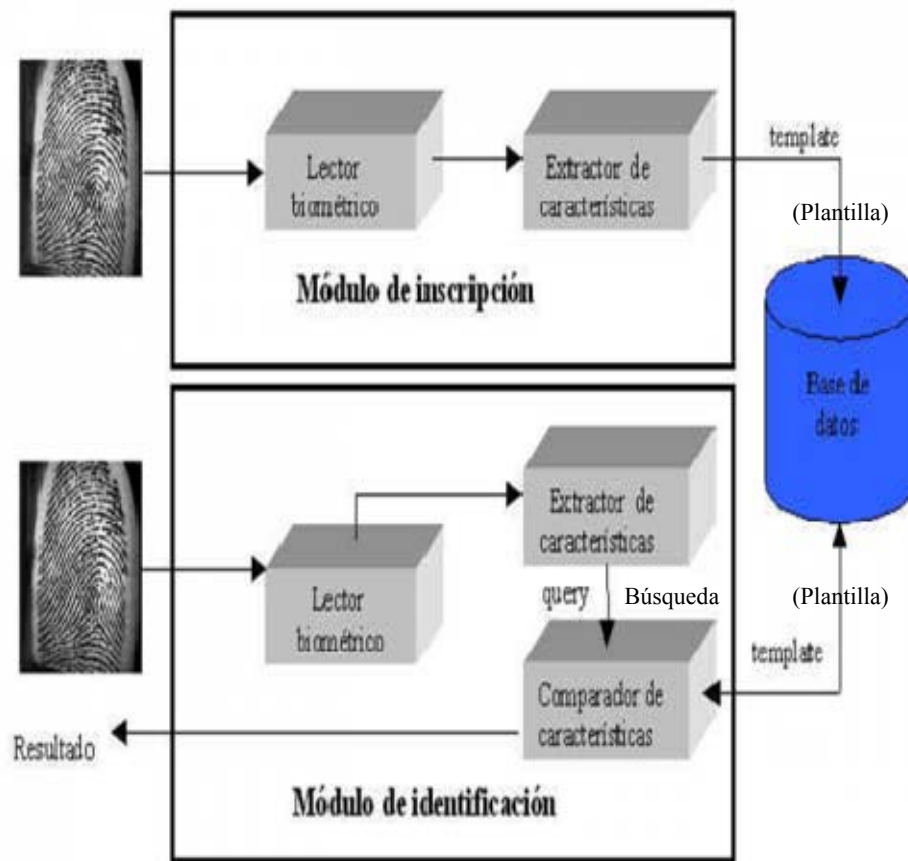 Lector
biométrico
Extractor de
características
template
(Plantilla)
Módulo de inscripción
Base de
datos
Extractor de
características
Lector
biométrico
query Búsqueda
(Plantilla)
template
Comparador de
características
Resultado
Módulo de identificación